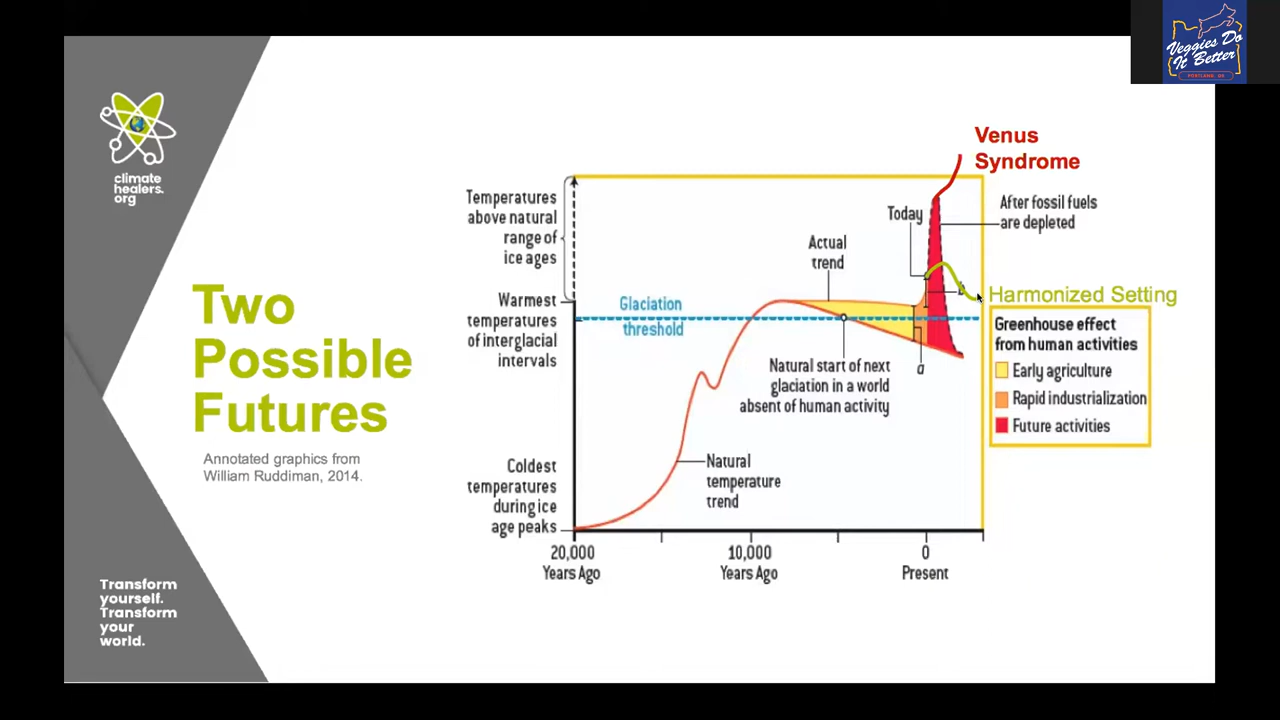 Veggies Do
It Better
PORTLAND, OR
climate
healers.
org
Two
Possible
Futures
Annotated graphics from
William Ruddiman, 2014.
Transform
yourself.
Transform
your
world.
Venus
Syndrome
Temperatures
above natural
range of
ice ages
Today
After fossil fuels
are depleted
Actual
trend
Warmest
temperatures
of interglacial
intervals
Glaciation
threshold
b
Harmonized Setting
Greenhouse effect
from human activities
Early agriculture
Rapid industrialization
Future activities
a
Natural start of next
glaciation in a world
absent of human activity
Natural
temperature
trend
Coldest
temperatures
during ice
age peaks
20,000
Years Ago
10,000
Years Ago
0
Present